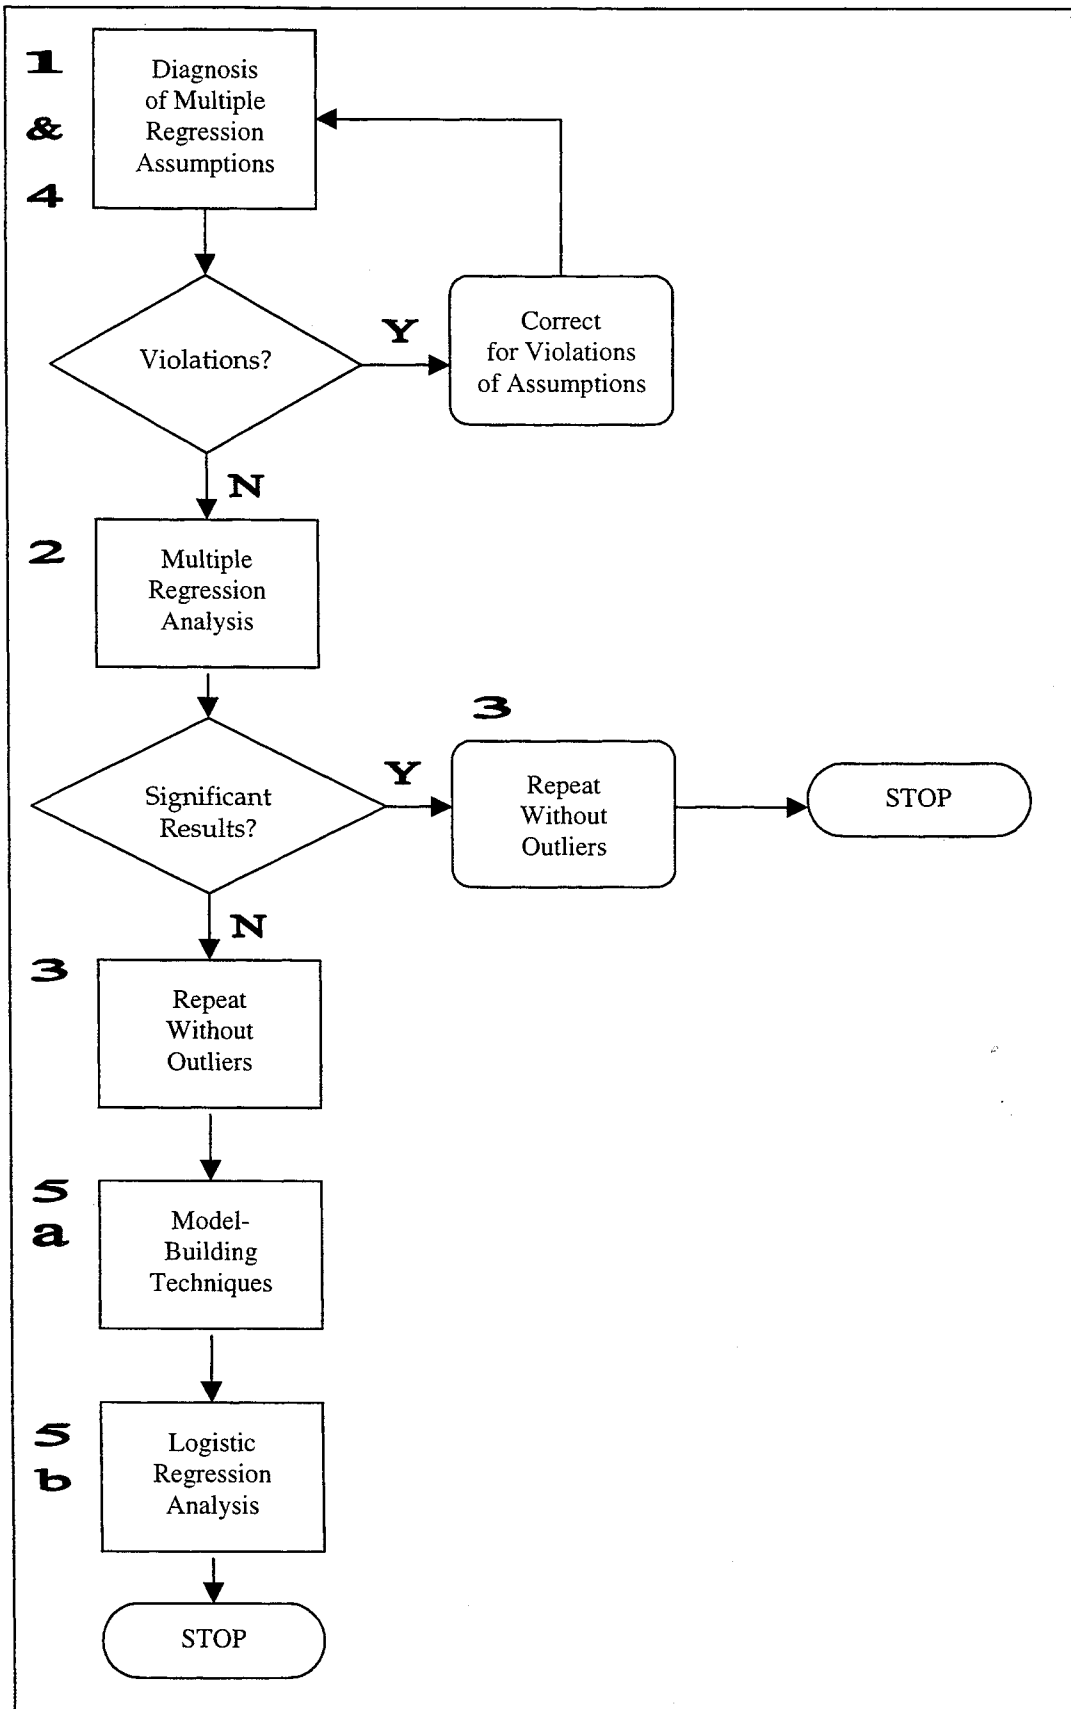 1
&
4
Diagnosis
of Multiple
Regression
Assumptions
Violations?
Y
Correct
for Violations
of Assumptions
N
2
Multiple
Regression
Analysis
Significant
Results?
Y
3
Repeat
Without
Outliers
STOP
N
3
Repeat
Without
Outliers
5
a
Model-
Building
Techniques
5
b
Logistic
Regression
Analysis
STOP